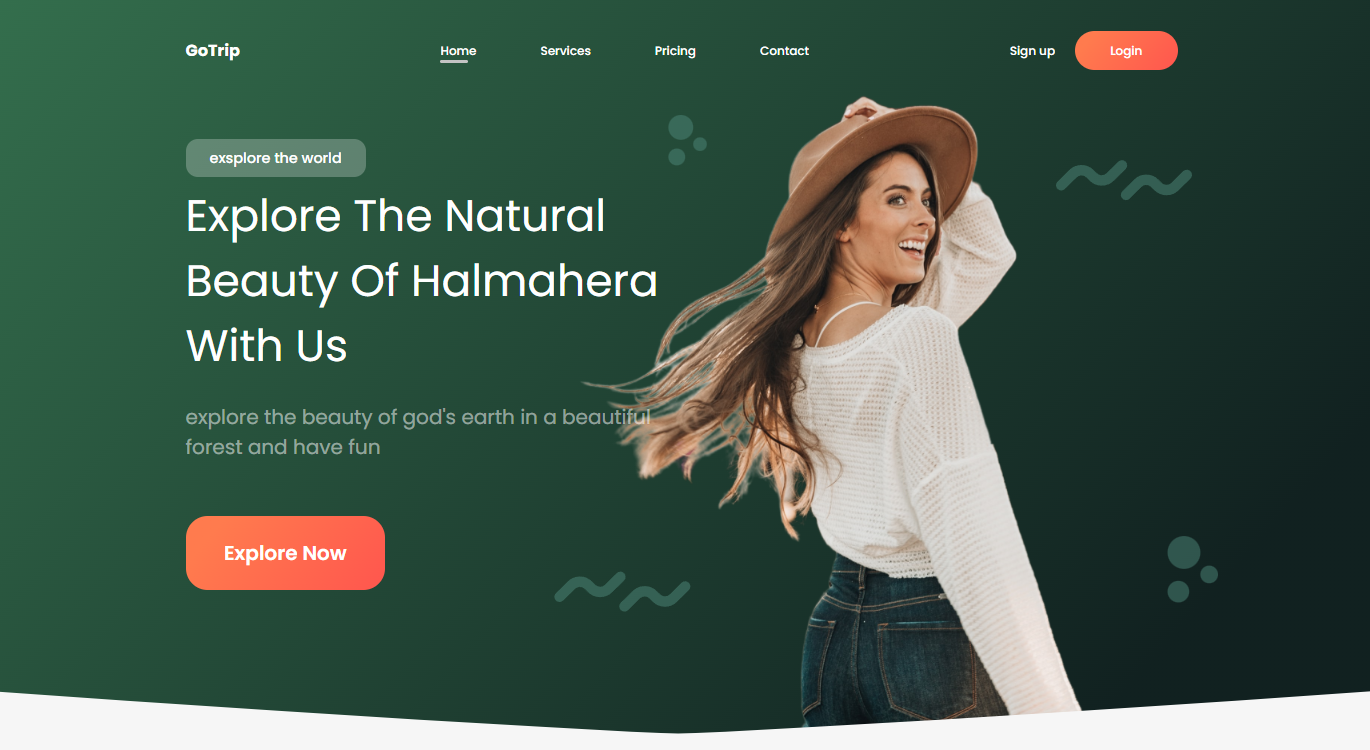 GoTrip
Home
Services
Pricing
Contact
Sign up
Login
exsplore the world
Explore The Natural
Beauty Of Halmahera
With Us
explore the beauty of god's earth in a beautiful
forest and have fun
Explore Now